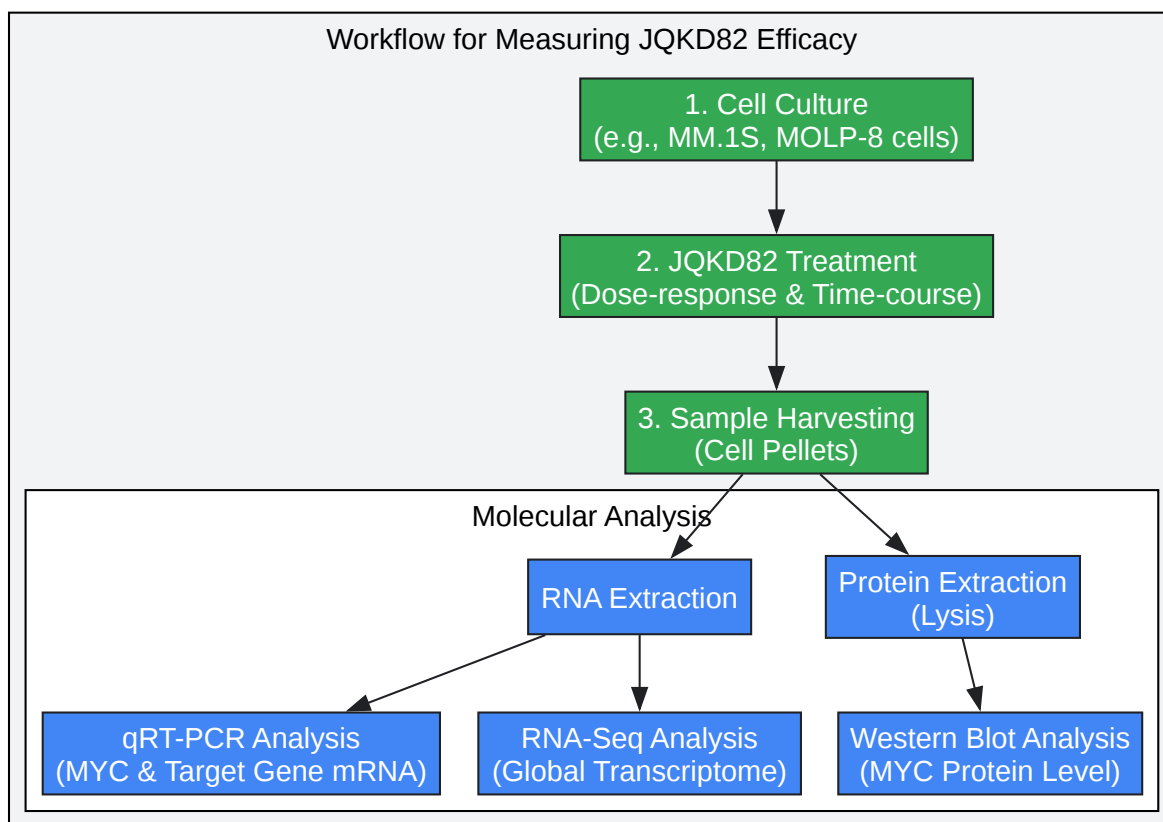 Workflow for Measuring JQKD82 Efficacy
1. Cell Culture
(e.g., MM.1S, MOLP-8 cells)
2. JQKD82 Treatment
(Dose-response & Time-course)
3. Sample Harvesting
(Cell Pellets)
Molecular Analysis
RNA Extraction
Protein Extraction
(Lysis)
qRT-PCR Analysis
(MYC & Target Gene mRNA)
RNA-Seq Analysis
(Global Transcriptome)
Western Blot Analysis
(MYC Protein Level)